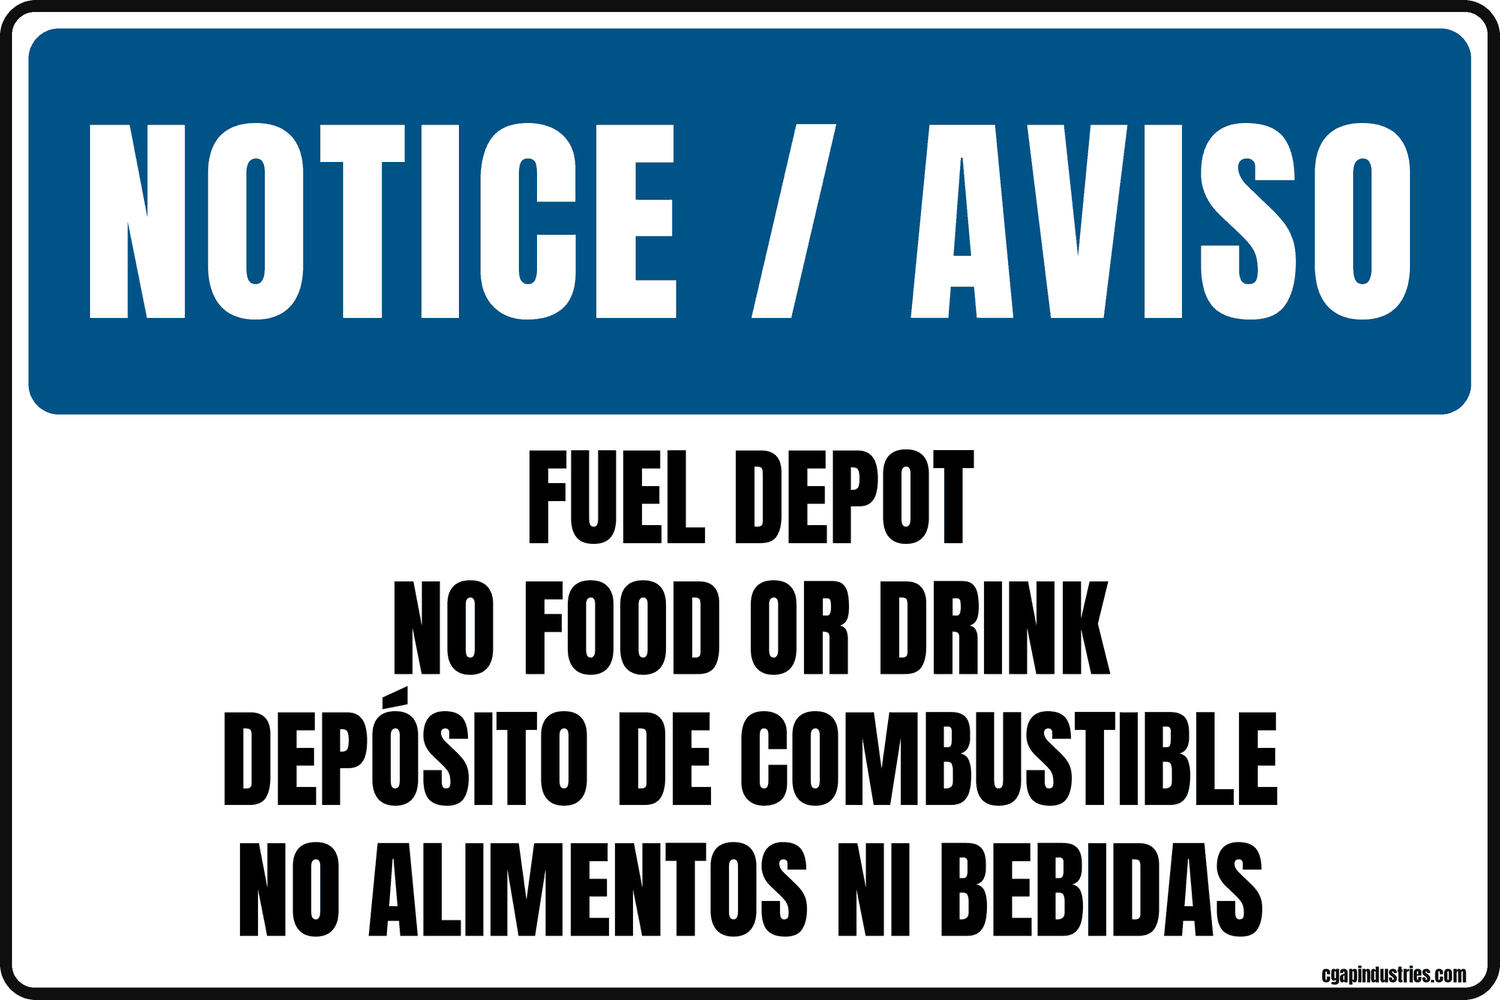 NOTICE / AVISO
FUEL DEPOT
NO FOOD OR DRINK
DEPÓSITO DE COMBUSTIBLE
NO ALIMENTOS NI BEBIDAS
cgapindustries.com